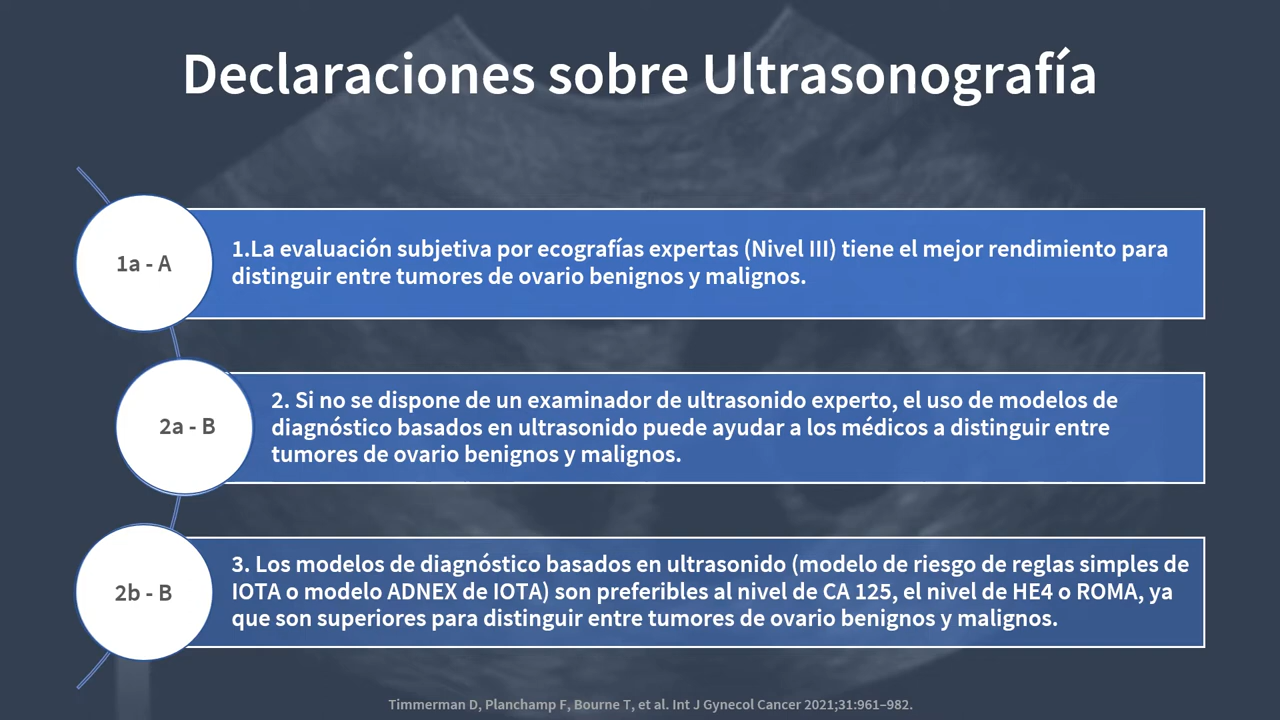 Declaraciones sobre Ultrasonografía
1a - A
1.La evaluación subjetiva por ecografías expertas (Nivel III) tiene el mejor rendimiento para
distinguir entre tumores de ovario benignos y malignos.
2a - B
2. Si no se dispone de un examinador de ultrasonido experto, el uso de modelos de
diagnóstico basados en ultrasonido puede ayudar a los médicos a distinguir entre
tumores de ovario benignos y malignos.
2b - B
3. Los modelos de diagnóstico basados en ultrasonido (modelo de riesgo de reglas simples de
IOTA o modelo ADNEX de IOTA) son preferibles al nivel de CA 125, el nivel de HE4 o ROMA, ya
que son superiores para distinguir entre tumores de ovario benignos y malignos.
Timmerman D, Planchamp F, Bourne T, et al. Int J Gynecol Cancer 2021;31:961–982.